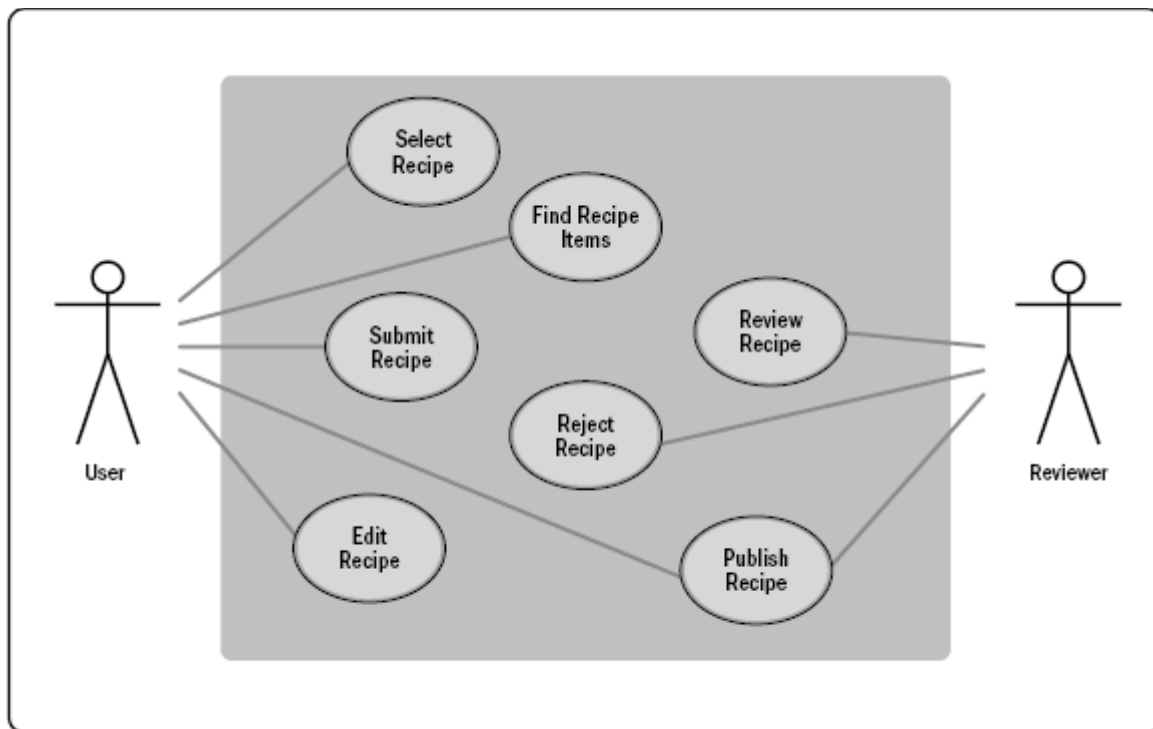 Select
Recipe
Find Recipe
Items
Submit
Recipe
Review
Recipe
Reject
Recipe
User
Reviewer
Edit
Recipe
Publish
Recipe